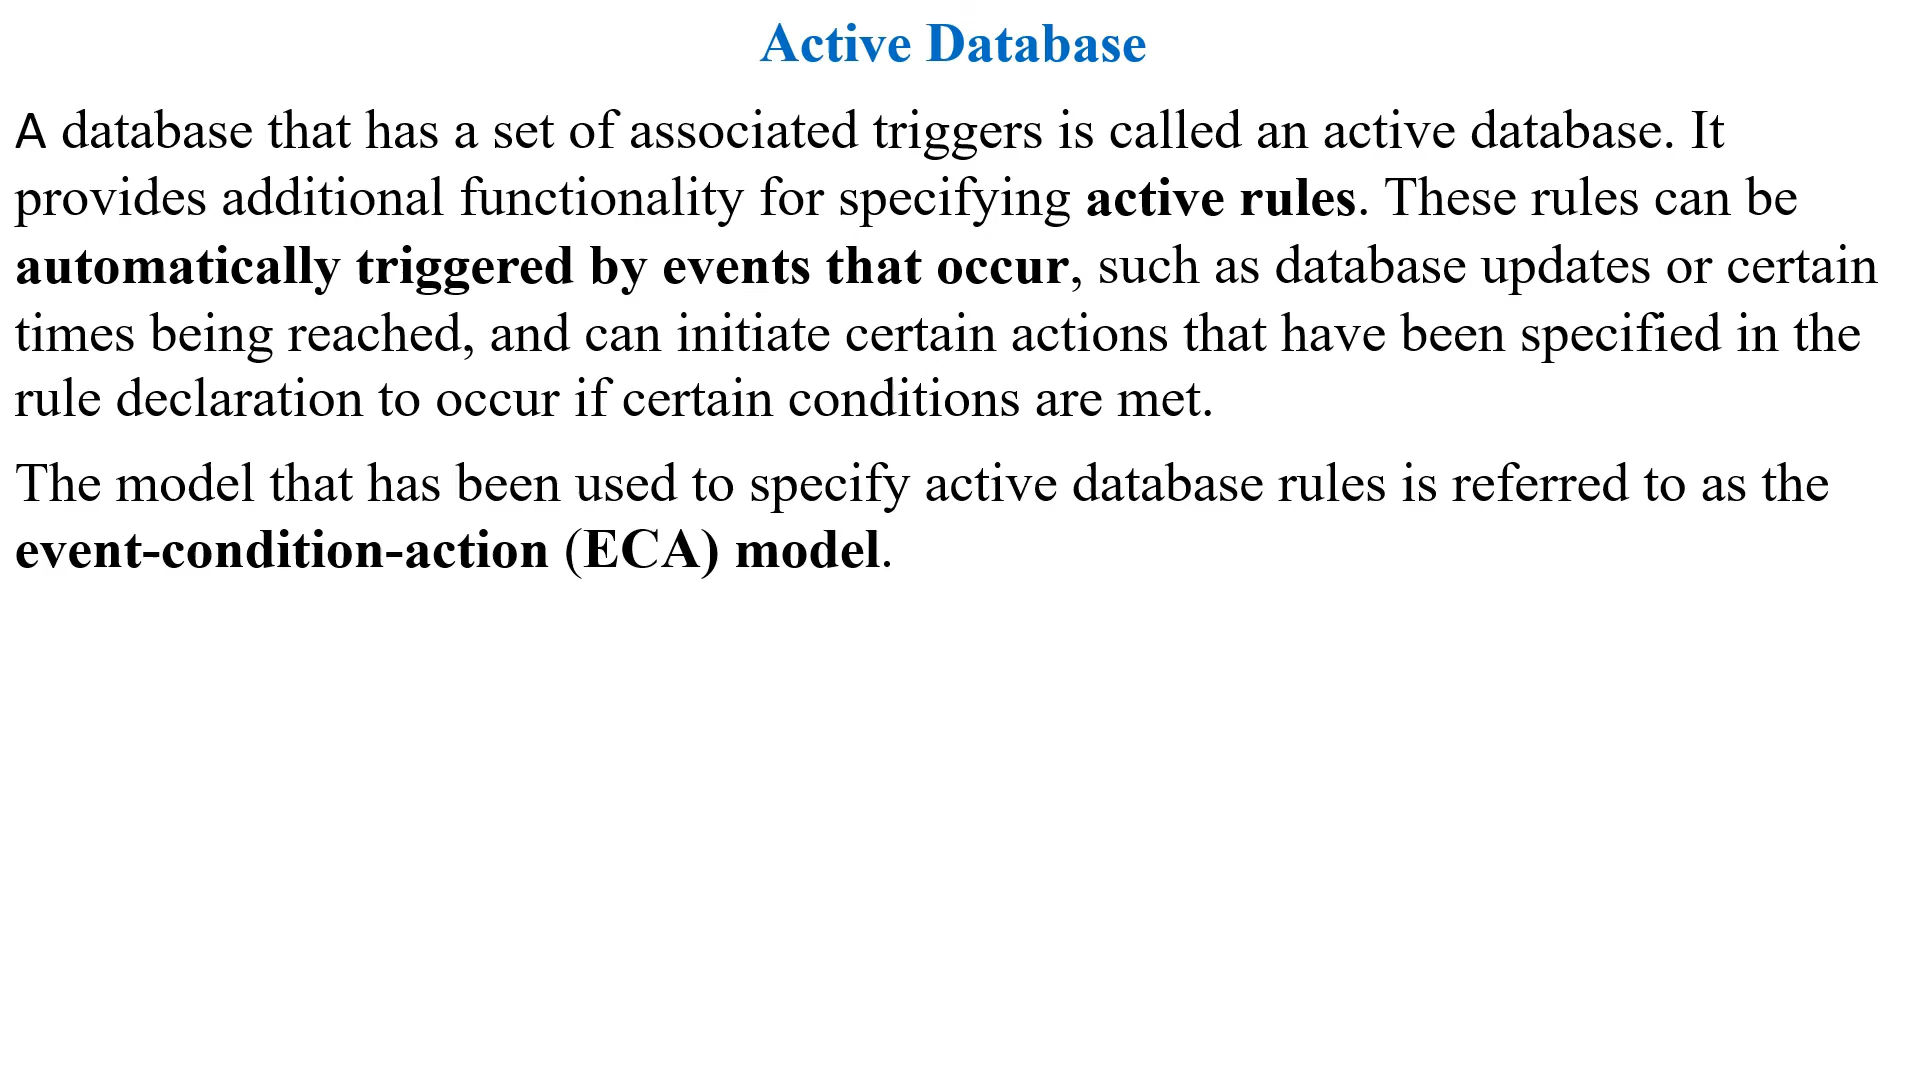 Active Database
A database that has a set of associated triggers is called an active database. It
provides additional functionality for specifying active rules. These rules can be
automatically triggered by events that occur, such as database updates or certain
times being reached, and can initiate certain actions that have been specified in the
rule declaration to occur if certain conditions are met.
The model that has been used to specify active database rules is referred to as the
event-condition-action (ECA) model.